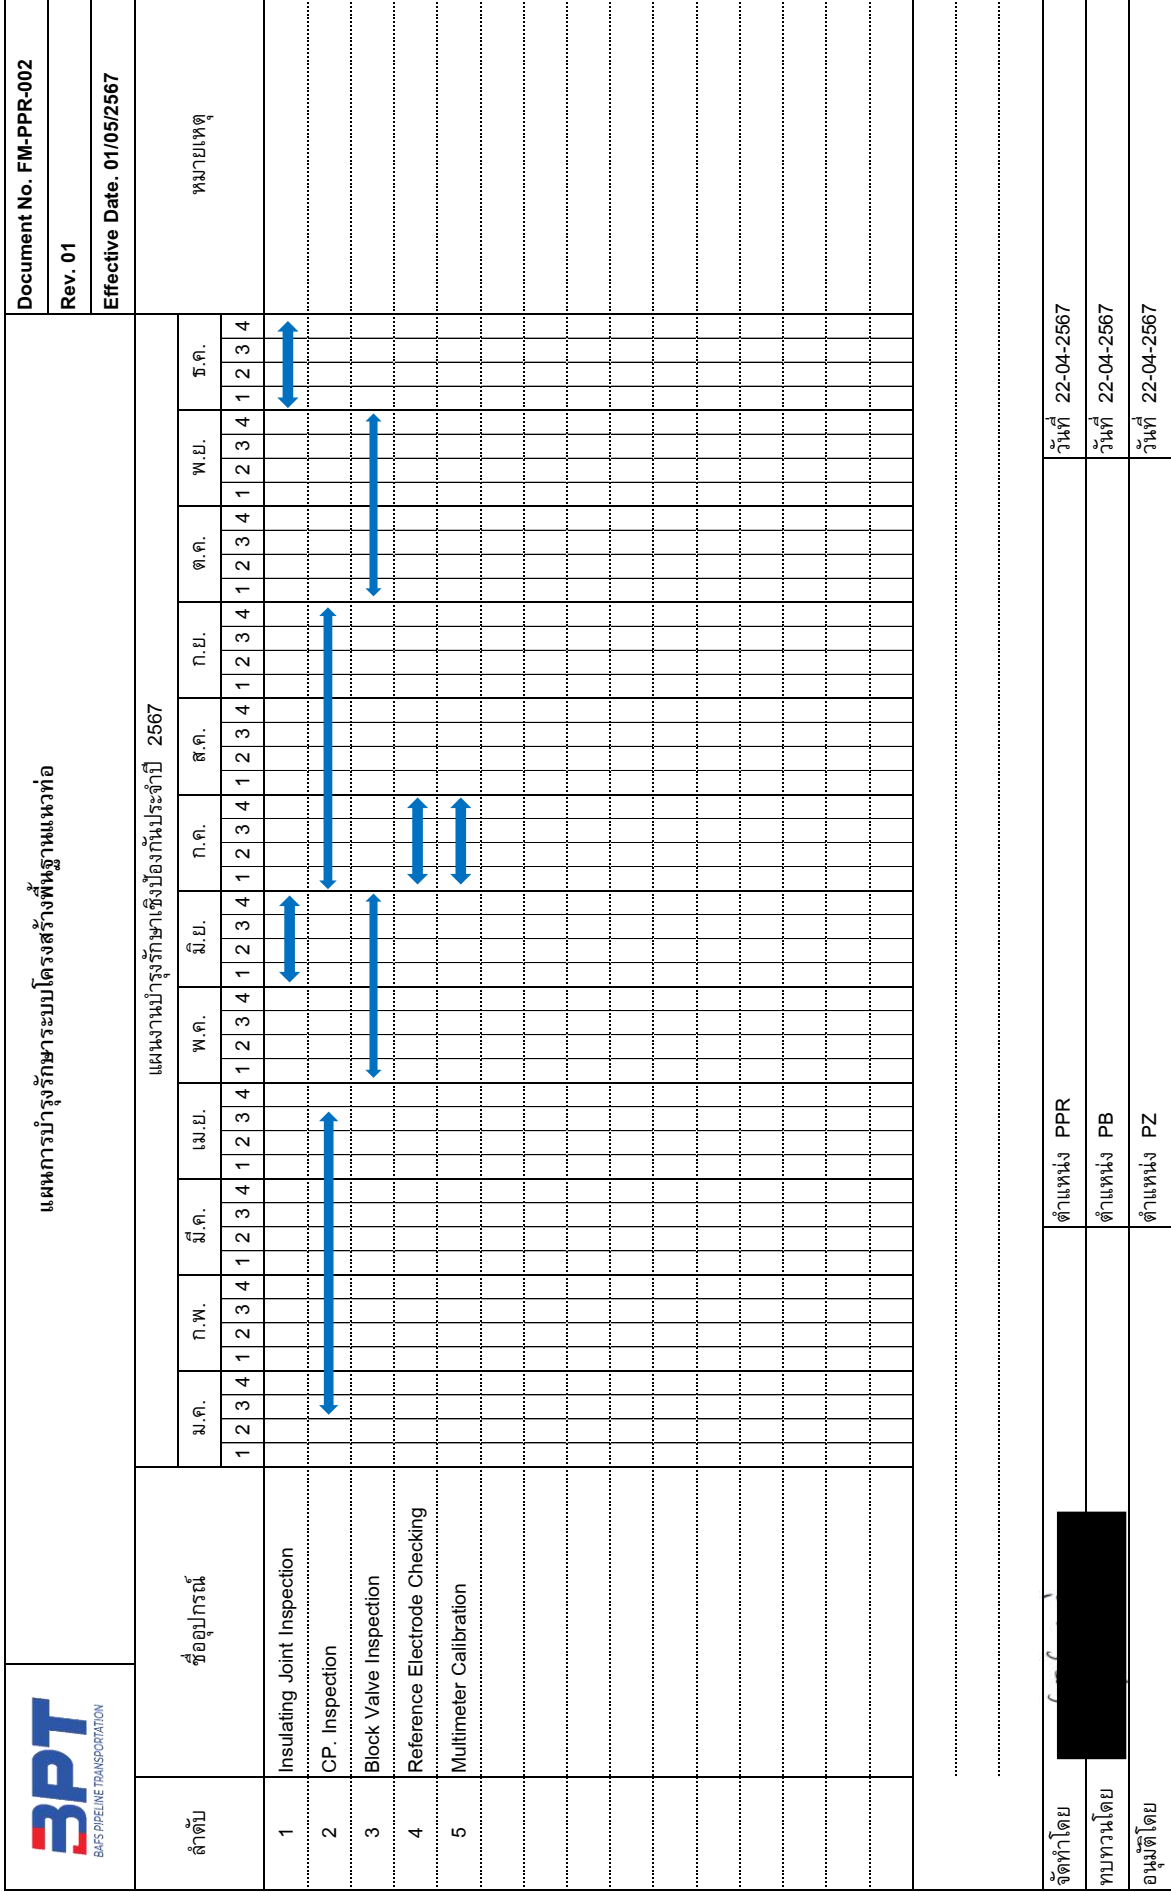 BPT
BAFS PIPELINE TRANSPORTATION
แผนการบำรุงรักษาระบบโครงสร้างพื้นฐานแนวท่อ
Document No. FM-PPR-002
Rev. 01
Effective Date. 01/05/2567
ลำดับ ชื่ออุปกรณ์ แผนงานบำรุงรักษาเชิงป้องกันประจำปี 2567 หมายเหตุ
ม.ค. ก.พ. มี.ค. เม.ย. พ.ค. มิ.ย. ก.ค. ส.ค. ก.ย. ต.ค. พ.ย. ธ.ค.
1 2 3 4 1 2 3 4 1 2 3 4 1 2 3 4 1 2 3 4 1 2 3 4 1 2 3 4 1 2 3 4 1 2 3 4 1 2 3 4 1 2 3 4 1 2 3 4
1 Insulating Joint Inspection
2 CP. Inspection
3 Block Valve Inspection
4 Reference Electrode Checking
5 Multimeter Calibration
จัดทำโดย ตำแหน่ง PPR วันที่ 22-04-2567
ทบทวนโดย ตำแหน่ง PB วันที่ 22-04-2567
อนุมัติโดย ตำแหน่ง PZ วันที่ 22-04-2567